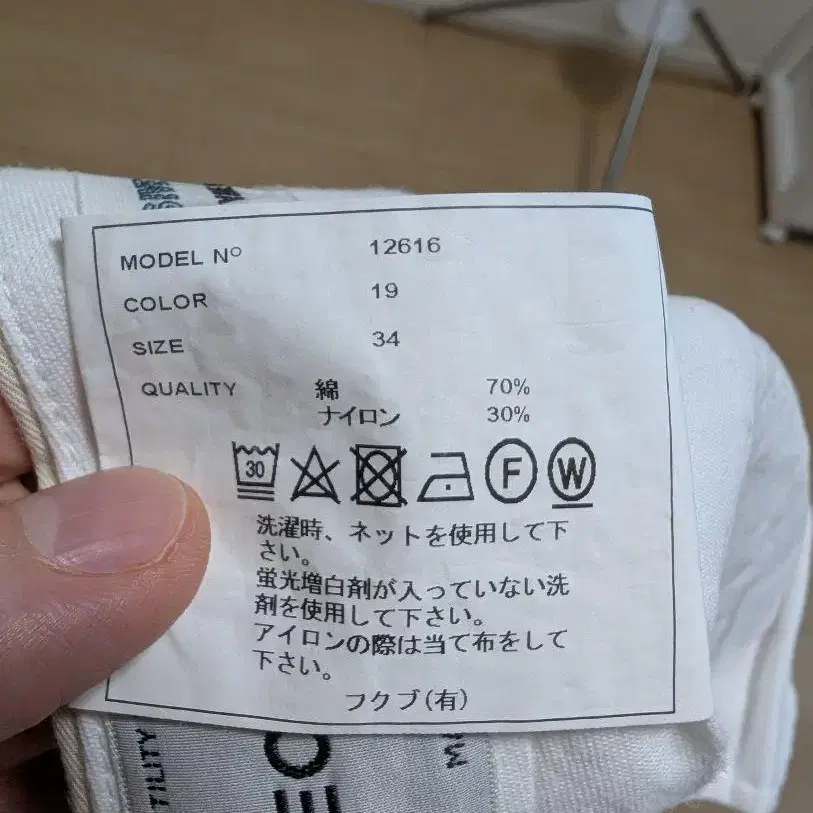 MODEL Nº 12616
COLOR 19
SIZE 34
QUALITY 綿 70%
ナイロン 30%
30 F W
洗濯時、ネットを使用して下
さい。
蛍光増白剤が入っていない洗
剤を使用して下さい。
アイロンの際は当て布をして
下さい。
フクブ(有)
TILITY
EO